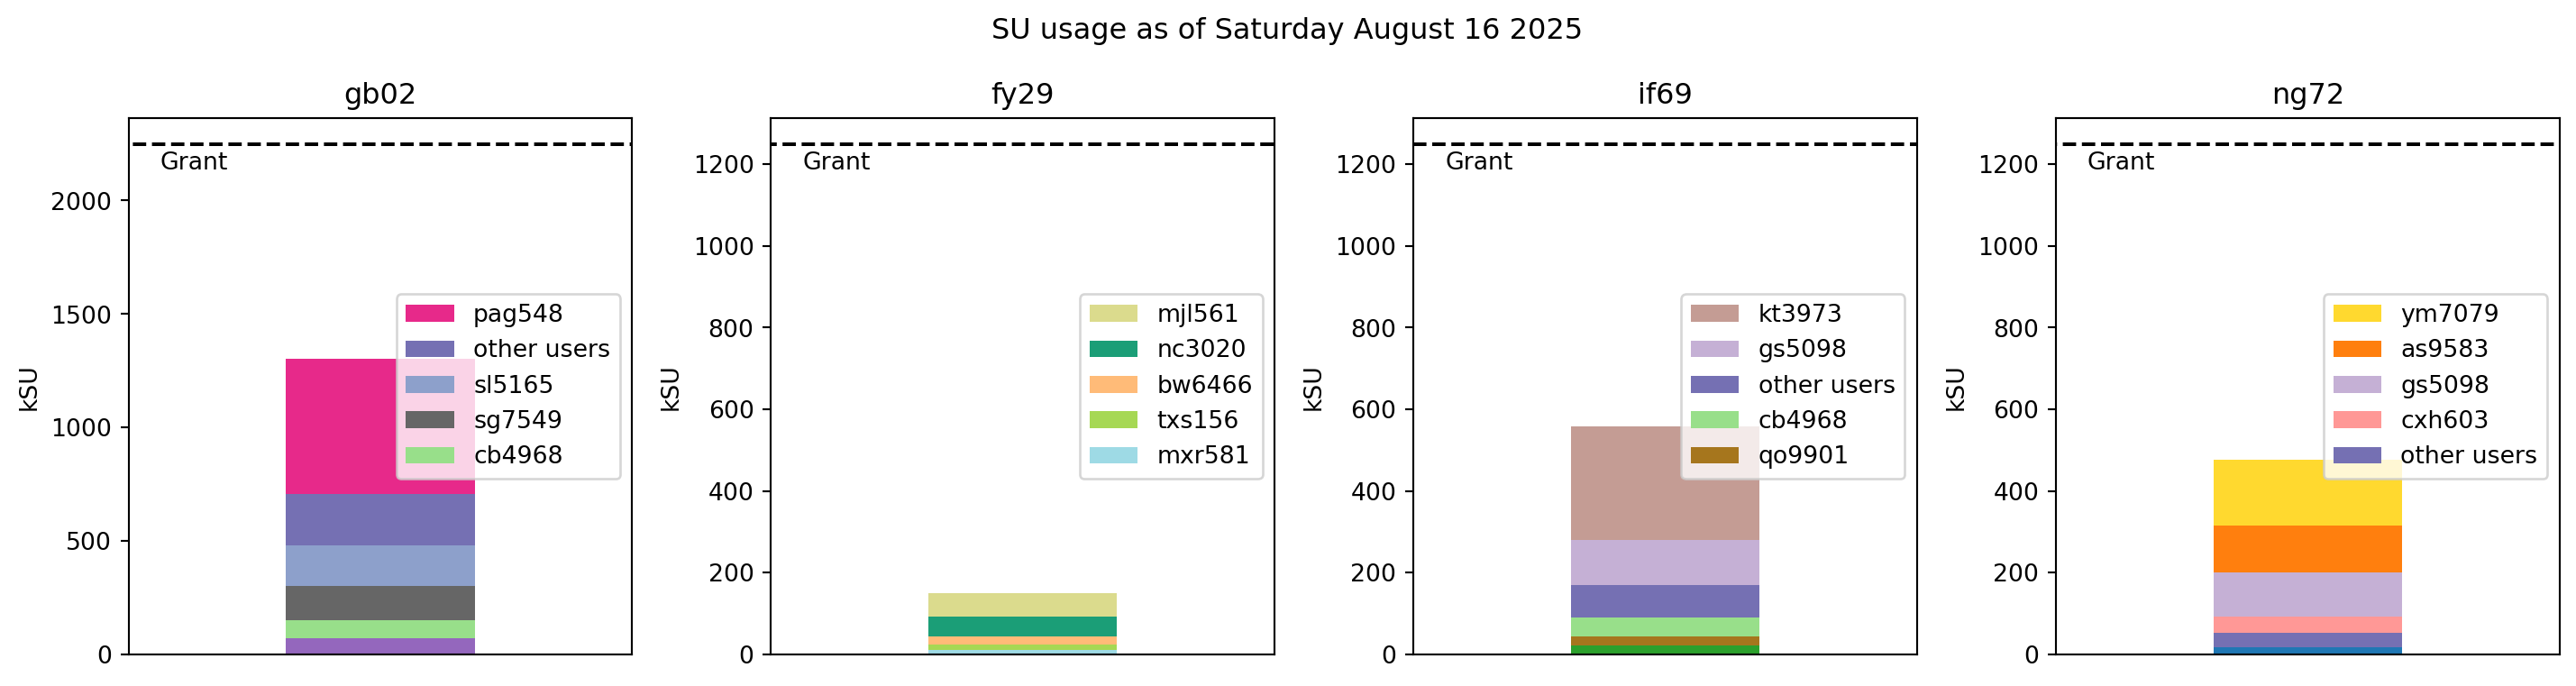 SU usage as of Saturday August 16 2025
gb02
kSU
2000
1500
1000
500
0
Grant
pag548
other users
sl5165
sg7549
cb4968
fy29
kSU
1200
1000
800
600
400
200
0
Grant
mjl561
nc3020
bw6466
txs156
mxr581
if69
kSU
1200
1000
800
600
400
200
0
Grant
kt3973
gs5098
other users
cb4968
qo9901
ng72
kSU
1200
1000
800
600
400
200
0
Grant
ym7079
as9583
gs5098
cxh603
other users